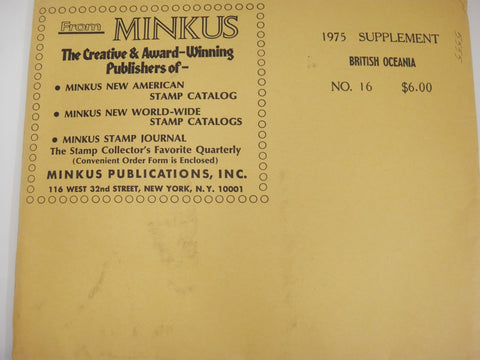 From MINKUS
The Creative & Award-Winning
Publishers of-
• MINKUS NEW AMERICAN
STAMP CATALOG
• MINKUS NEW WORLD-WIDE
STAMP CATALOGS
• MINKUS STAMP JOURNAL
The Stamp Collector's Favorite Quarterly
(Convenient Order Form is Enclosed)
MINKUS PUBLICATIONS, INC.
116 WEST 32nd STREET, NEW YORK, N.Y. 10001
1975 SUPPLEMENT
BRITISH OCEANIA
NO. 16 $6.00